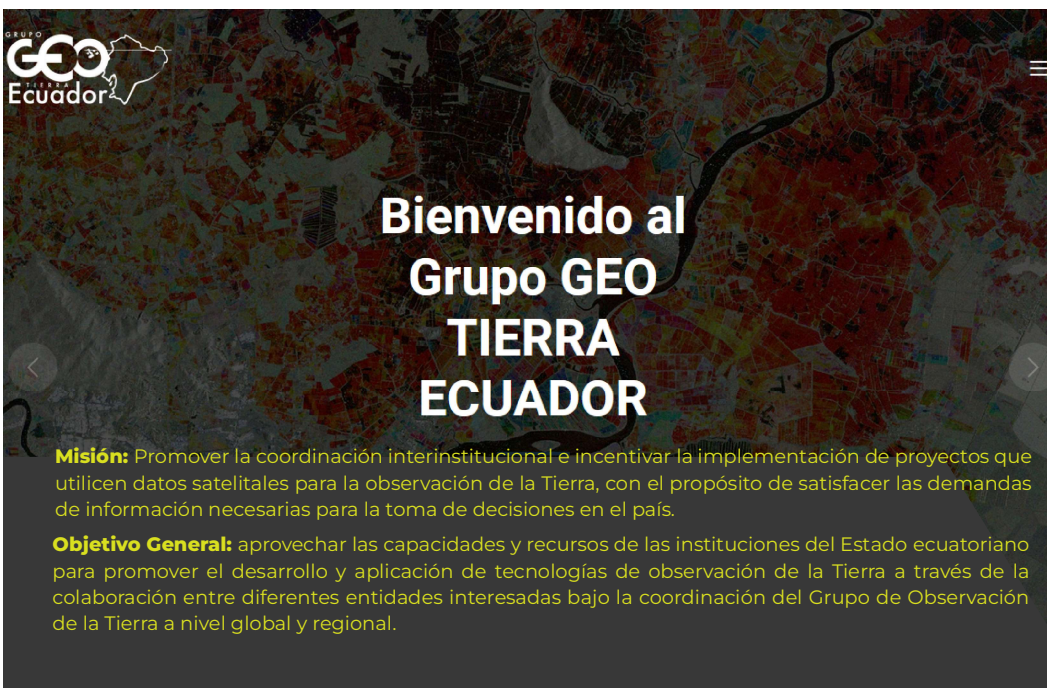 GRUPO
GEO
TIERRA
Ecuador
Bienvenido al
Grupo GEO
TIERRA
ECUADOR
Misión: Promover la coordinación interinstitucional e incentivar la implementación de proyectos que
utilicen datos satelitales para la observación de la Tierra, con el propósito de satisfacer las demandas
de información necesarias para la toma de decisiones en el país.
Objetivo General: aprovechar las capacidades y recursos de las instituciones del Estado ecuatoriano
para promover el desarrollo y aplicación de tecnologías de observación de la Tierra a través de la
colaboración entre diferentes entidades interesadas bajo la coordinación del Grupo de Observación
de la Tierra a nivel global y regional.